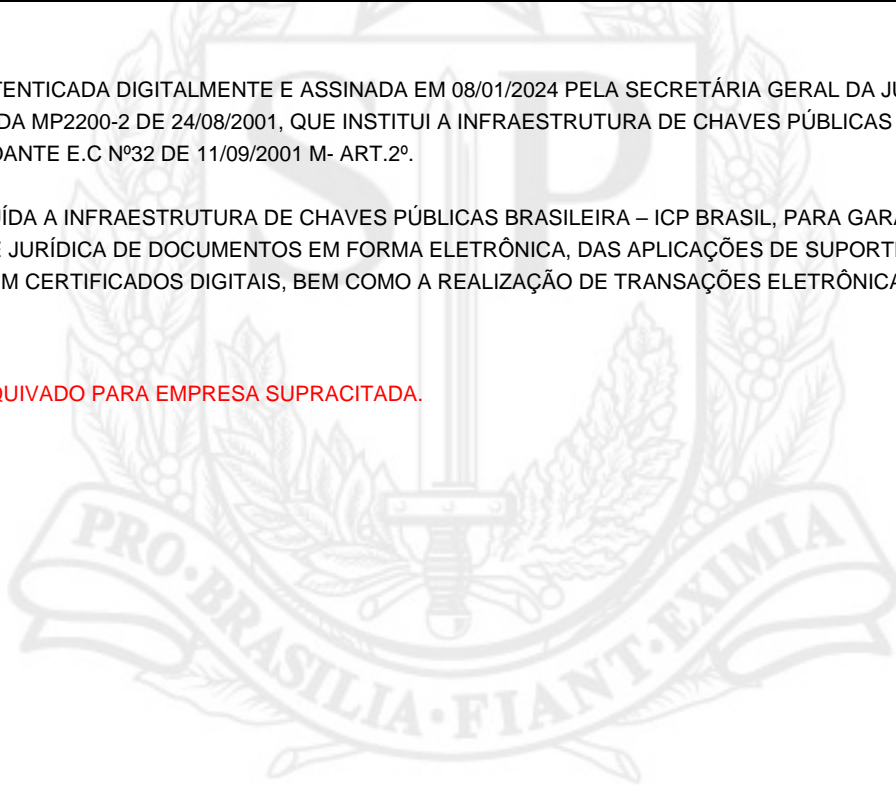 TENTICADA DIGITALMENTE E ASSINADA EM 08/01/2024 PELA SECRETÁRIA GERAL DA JU
DA MP2200-2 DE 24/08/2001, QUE INSTITUI A INFRAESTRUTURA DE CHAVES PÚBLICAS
DANTE E.C Nº32 DE 11/09/2001 M- ART.2º.
ÍDA A INFRAESTRUTURA DE CHAVES PÚBLICAS BRASILEIRA – ICP BRASIL, PARA GARA
E JURÍDICA DE DOCUMENTOS EM FORMA ELETRÔNICA, DAS APLICAÇÕES DE SUPORTE
M CERTIFICADOS DIGITAIS, BEM COMO A REALIZAÇÃO DE TRANSAÇÕES ELETRÔNICA
QUIVADO PARA EMPRESA SUPRACITADA.
SP
PRO·BRASILIA·FIANT·EXIMIA